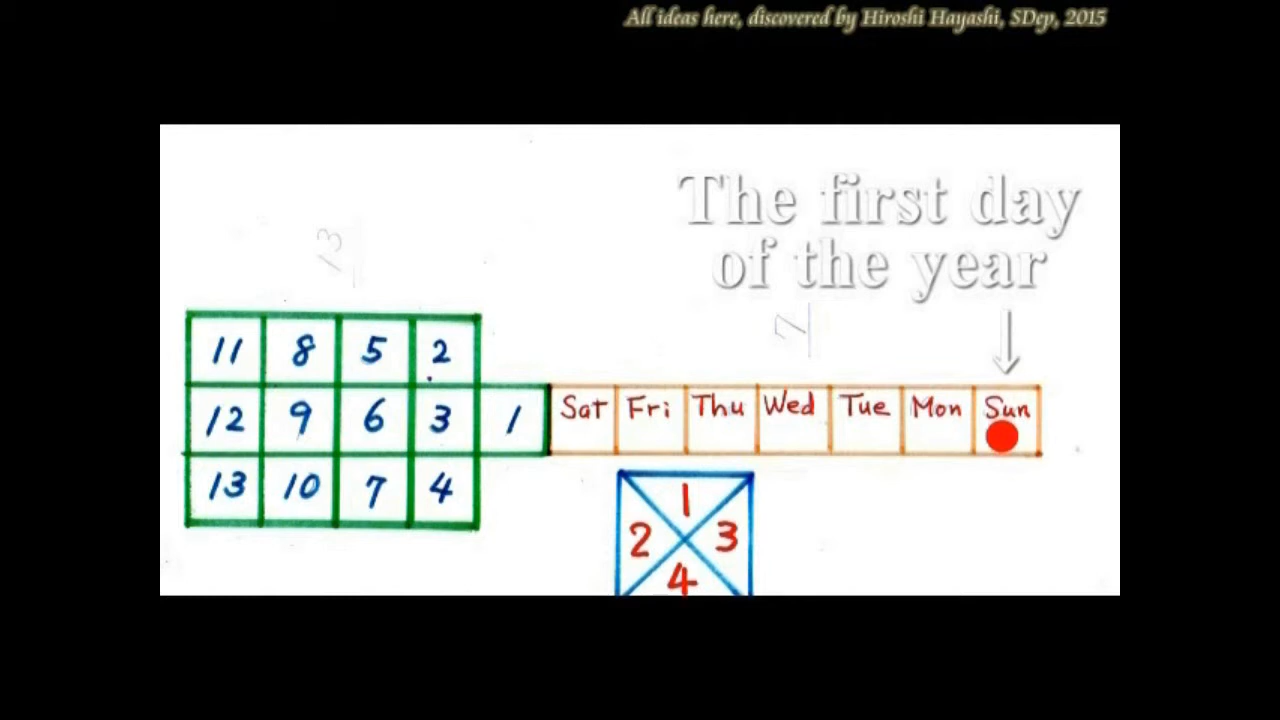 All ideas here, discovered by Hiroshi Hayashi, SDep, 2015
The first day
of the year
13
7
11 8 5 2
12 9 6 3 1 Sat Fri Thu Wed Tue Mon Sun
13 10 7 4
1
2 3
4